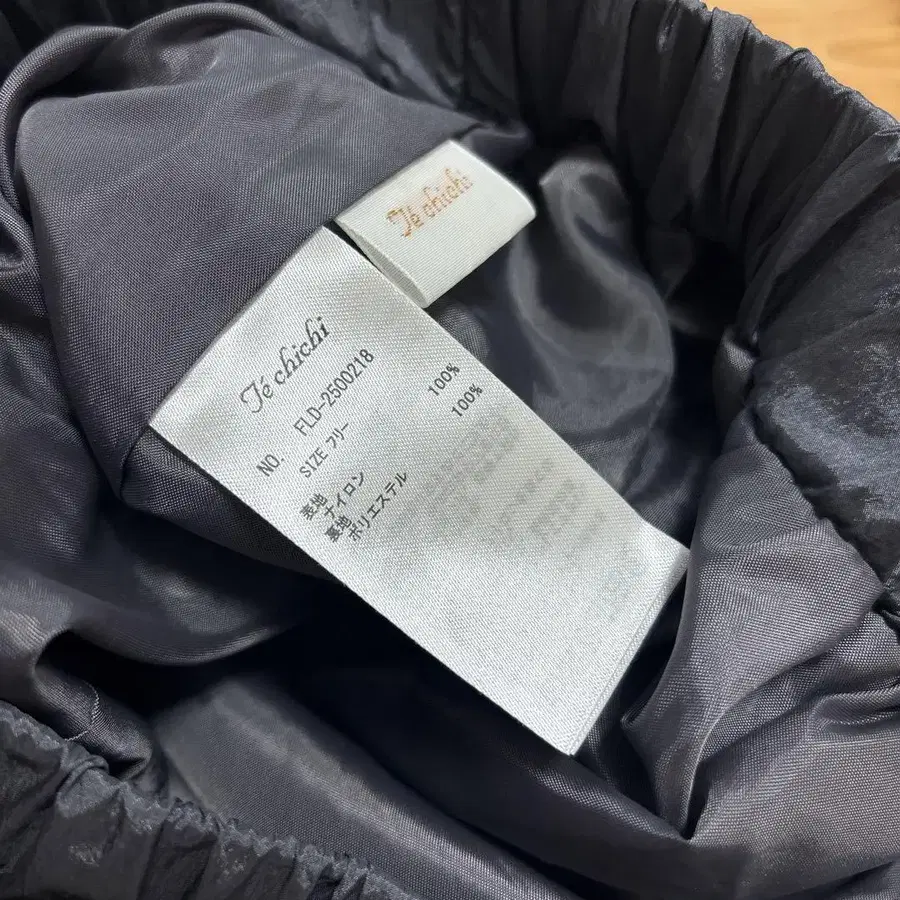 Té chichi
Té chichi
NO. FLD-2500218
SIZE フリー
表地
ナイロン 100%
裏地
ポリエステル 100%